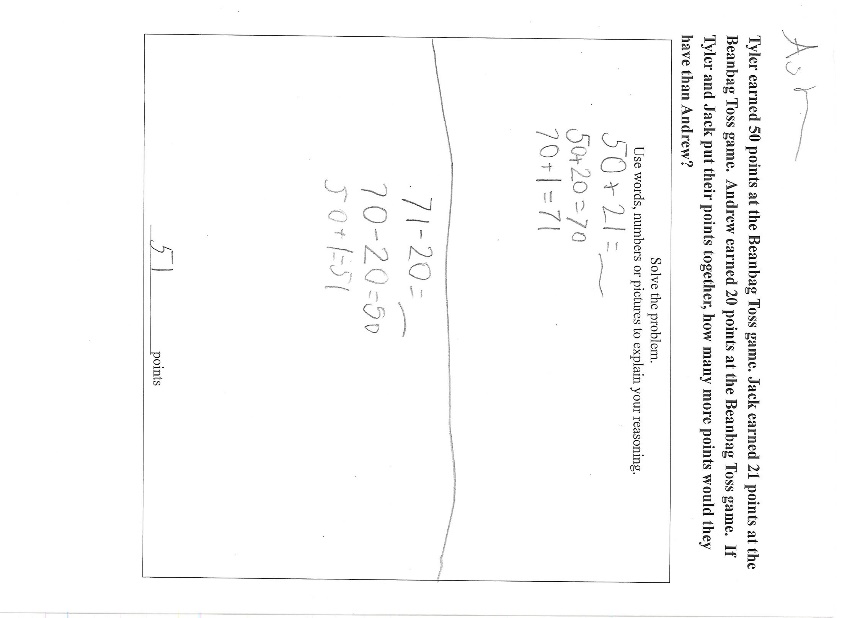 Tyler earned 50 points at the Beanbag Toss game. Jack earned 21 points at the
Beanbag Toss game. Andrew earned 20 points at the Beanbag Toss game. If
Tyler and Jack put their points together, how many more points would they
have than Andrew?
Solve the problem.
Use words, numbers or pictures to explain your reasoning.
50+21=__
50+20=70
70+1=71
71-20=__
70-20=50
50+1=51
51 points